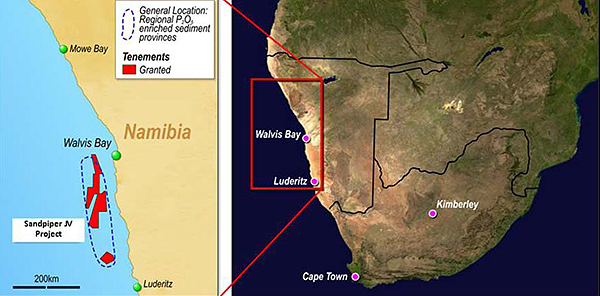 General Location:
Regional P₂O₅
enriched sediment
provinces
Tenements
Granted
Mowe Bay
Walvis Bay
Namibia
Sandpiper JV
Project
200km
Luderitz
Walvis Bay
Luderitz
Kimberley
Cape Town